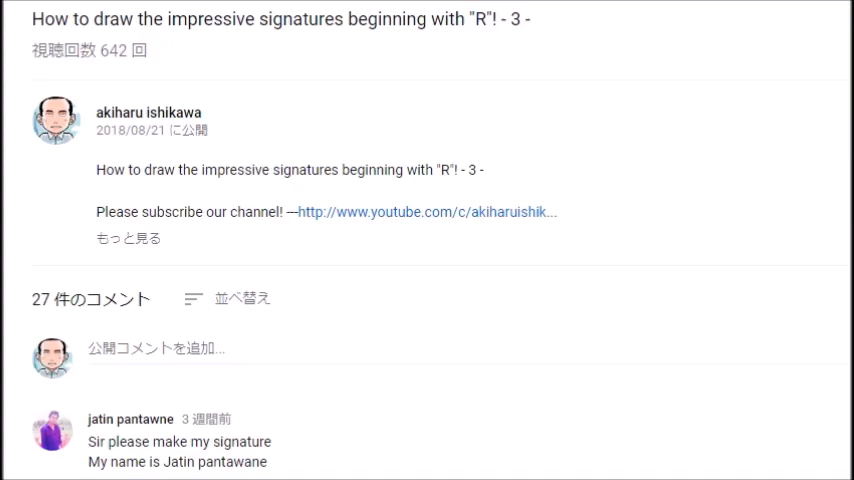 How to draw the impressive signatures beginning with "R"! - 3 -
視聴回数 642 回
akiharu ishikawa
2018/08/21 に公開
How to draw the impressive signatures beginning with "R"! - 3 -
Please subscribe our channel! ---http://www.youtube.com/c/akiharuishik...
もっと見る
27 件のコメント 並べ替え
公開コメントを追加...
jatin pantawne 3 週間前
Sir please make my signature
My name is Jatin pantawane